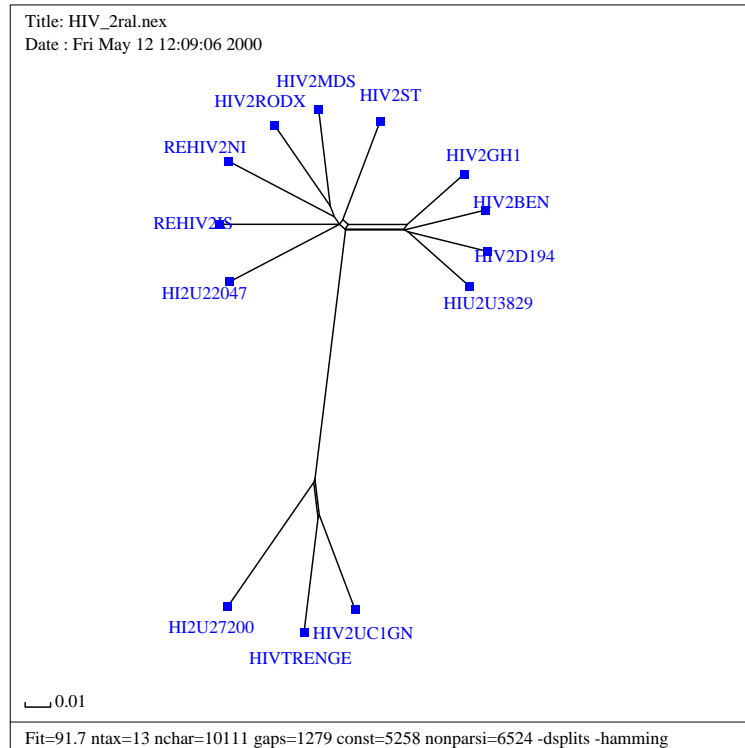 Title: HIV_2ral.nex
Date : Fri May 12 12:09:06 2000
HIV2MDS
HIV2RODX
HIV2ST
REHIV2NI
HIV2GH1
HIV2BEN
REHIV2IS
HIV2D194
HI2U22047
HIU2U3829
HI2U27200
HIV2UC1GN
HIVTRENGE
0.01
Fit=91.7 ntax=13 nchar=10111 gaps=1279 const=5258 nonparsi=6524 -dsplits -hamming